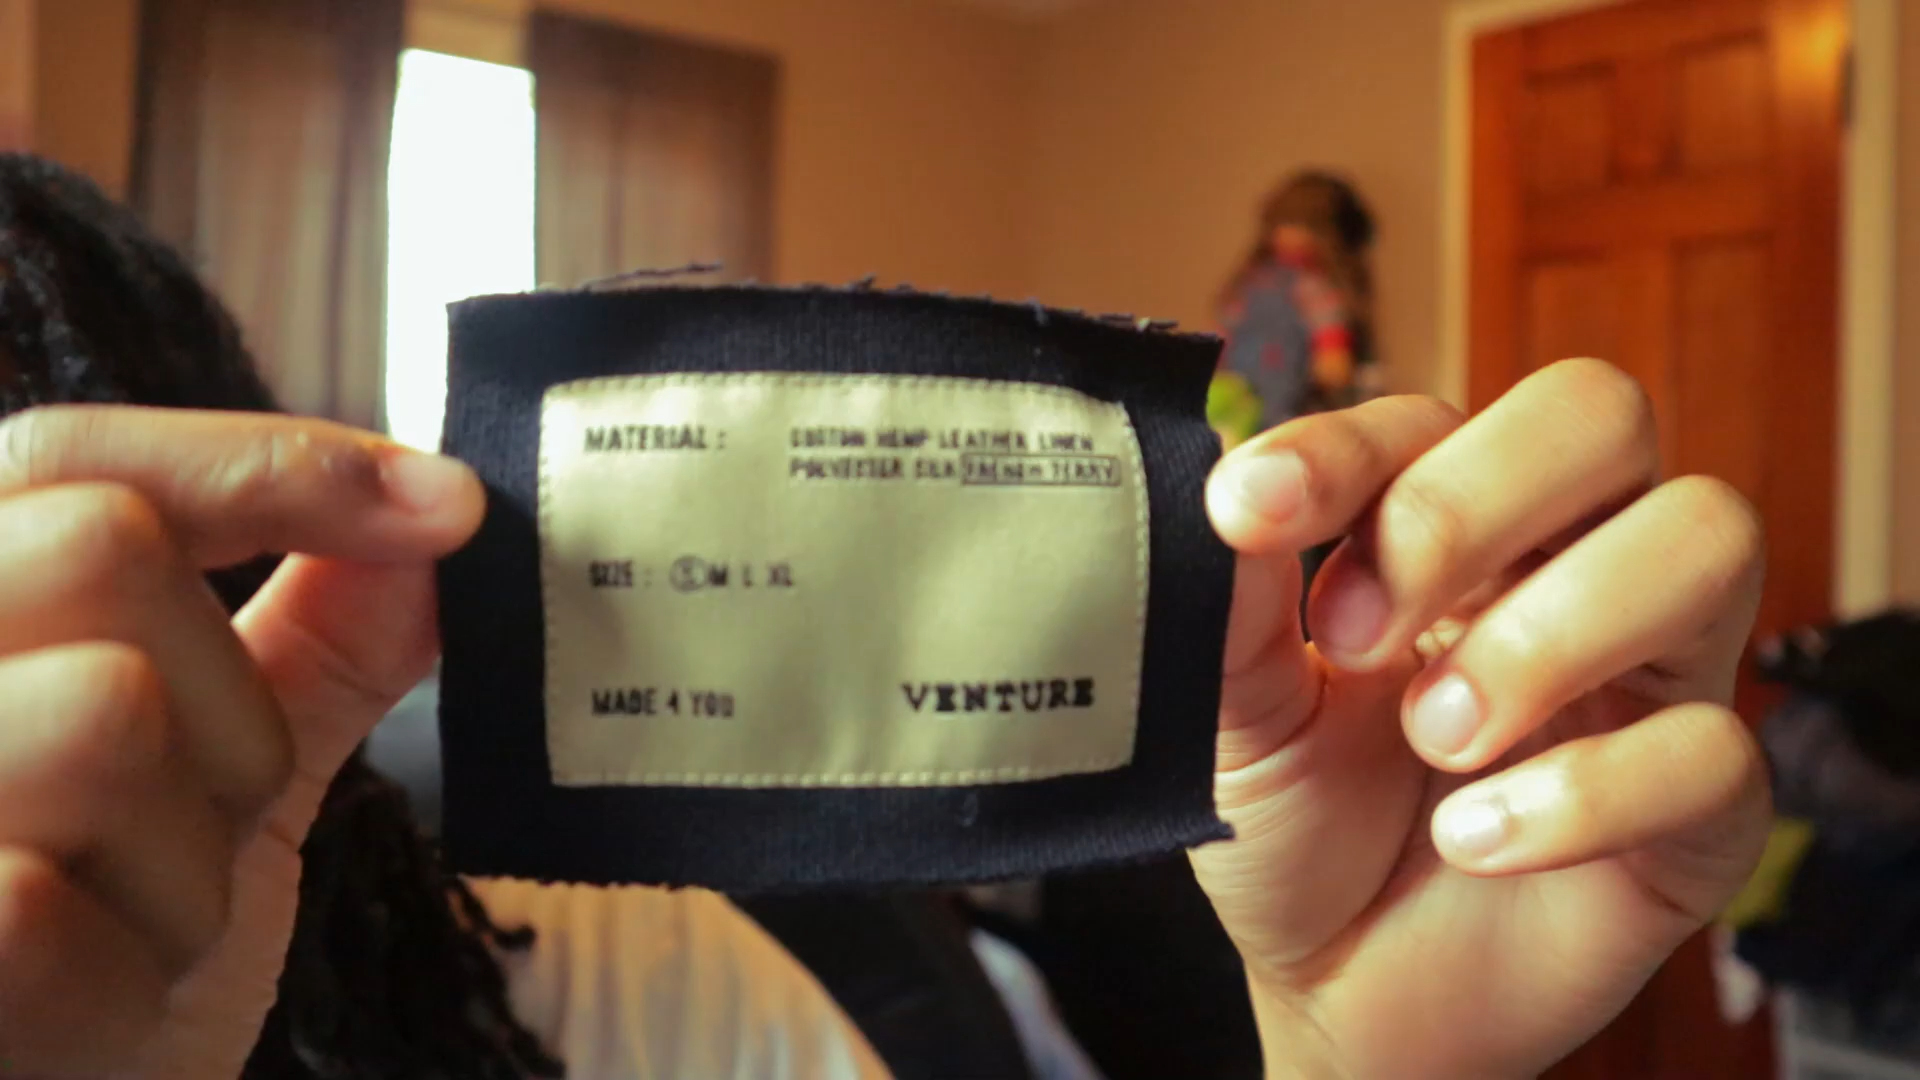 MATERIAL : COTTON HEMP LEATHER LINEN
POLYESTER SILK FRENCH TERRY
SIZE : S M L XL
MADE 4 YOU
VENTURE